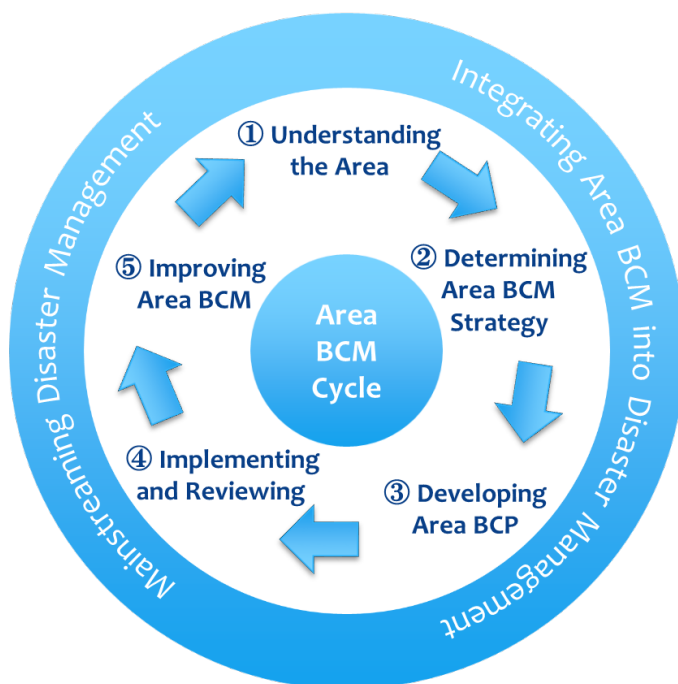 Mainstreaming Disaster Management
Integrating Area BCM into Disaster Management
① Understanding
the Area
② Determining
Area BCM
Strategy
③ Developing
Area BCP
④ Implementing
and Reviewing
⑤ Improving
Area BCM
Area
BCM
Cycle